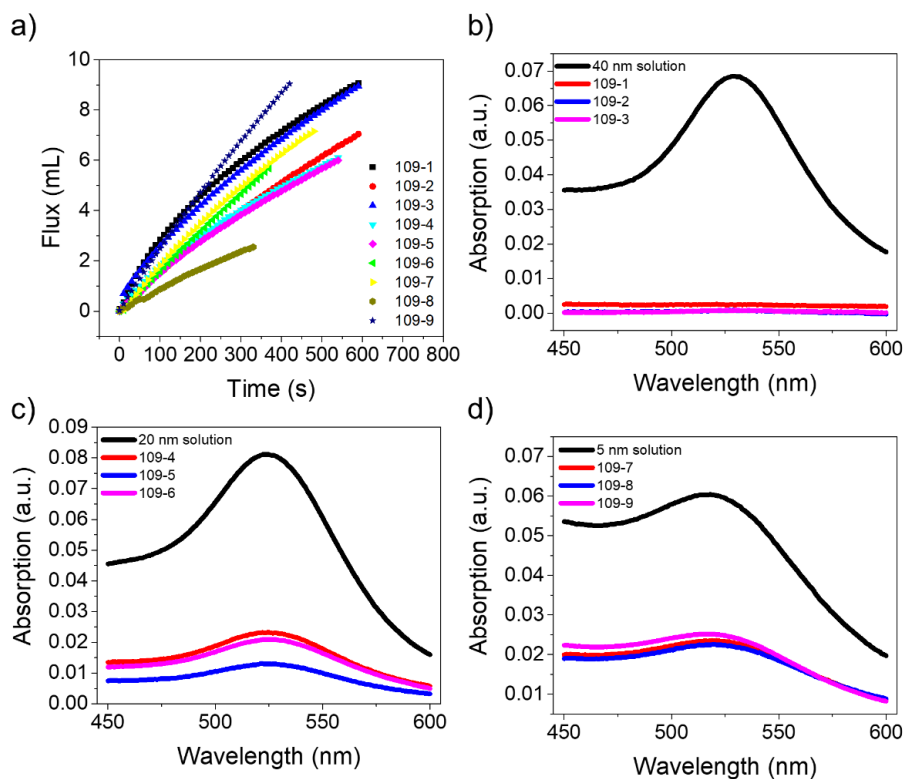 a)
Flux (mL)
10
8
6
4
2
0
0 100 200 300 400 500 600 700 800
Time (s)
109-1
109-2
109-3
109-4
109-5
109-6
109-7
109-8
109-9
b)
Absorption (a.u.)
0.07
0.06
0.05
0.04
0.03
0.02
0.01
0.00
450 500 550 600
Wavelength (nm)
40 nm solution
109-1
109-2
109-3
c)
Absorption (a.u.)
0.09
0.08
0.07
0.06
0.05
0.04
0.03
0.02
0.01
0.00
450 500 550 600
Wavelength (nm)
20 nm solution
109-4
109-5
109-6
d)
Absorption (a.u.)
0.07
0.06
0.05
0.04
0.03
0.02
0.01
450 500 550 600
Wavelength (nm)
5 nm solution
109-7
109-8
109-9